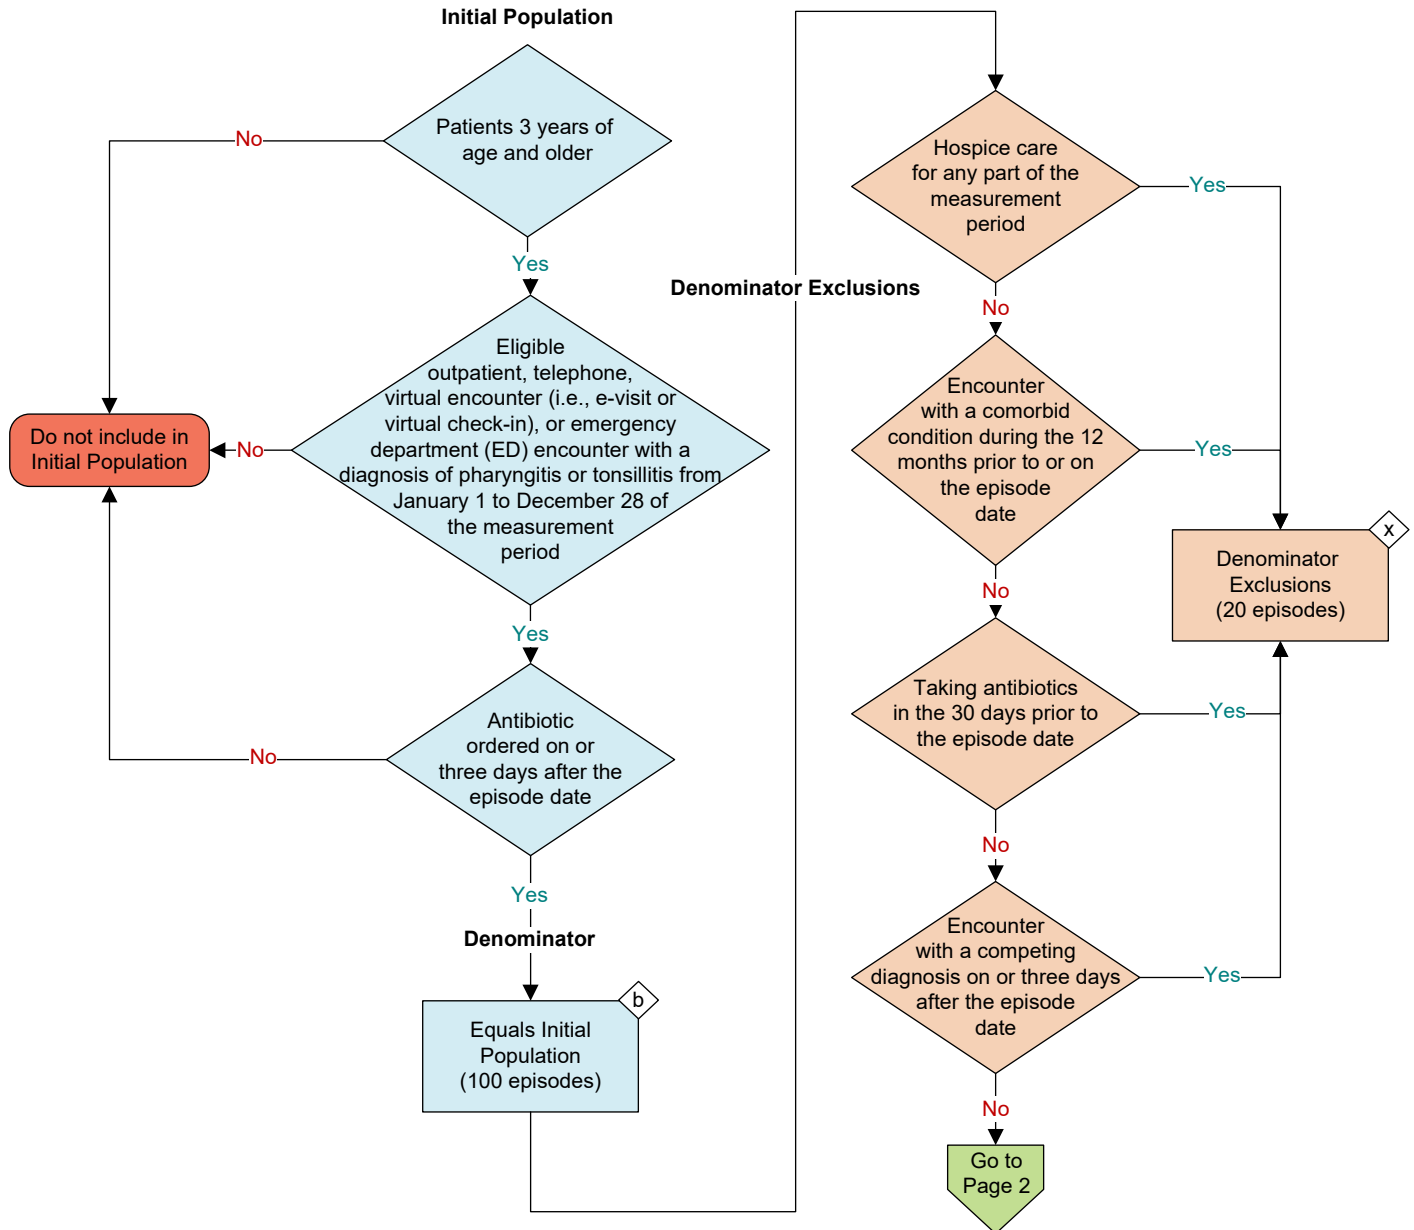 Initial Population
Patients 3 years of
age and older
No
Yes
Eligible
outpatient, telephone,
virtual encounter (i.e., e-visit or
virtual check-in), or emergency
department (ED) encounter with a
diagnosis of pharyngitis or tonsillitis from
January 1 to December 28 of
the measurement
period
No
Do not include in
Initial Population
Yes
Antibiotic
ordered on or
three days after the
episode date
No
Yes
Denominator
b
Equals Initial
Population
(100 episodes)
Denominator Exclusions
Hospice care
for any part of the
measurement
period
Yes
No
Encounter
with a comorbid
condition during the 12
months prior to or on
the episode
date
Yes
x
Denominator
Exclusions
(20 episodes)
No
Taking antibiotics
in the 30 days prior to
the episode date
Yes
No
Encounter
with a competing
diagnosis on or three days
after the episode
date
Yes
No
Go to
Page 2